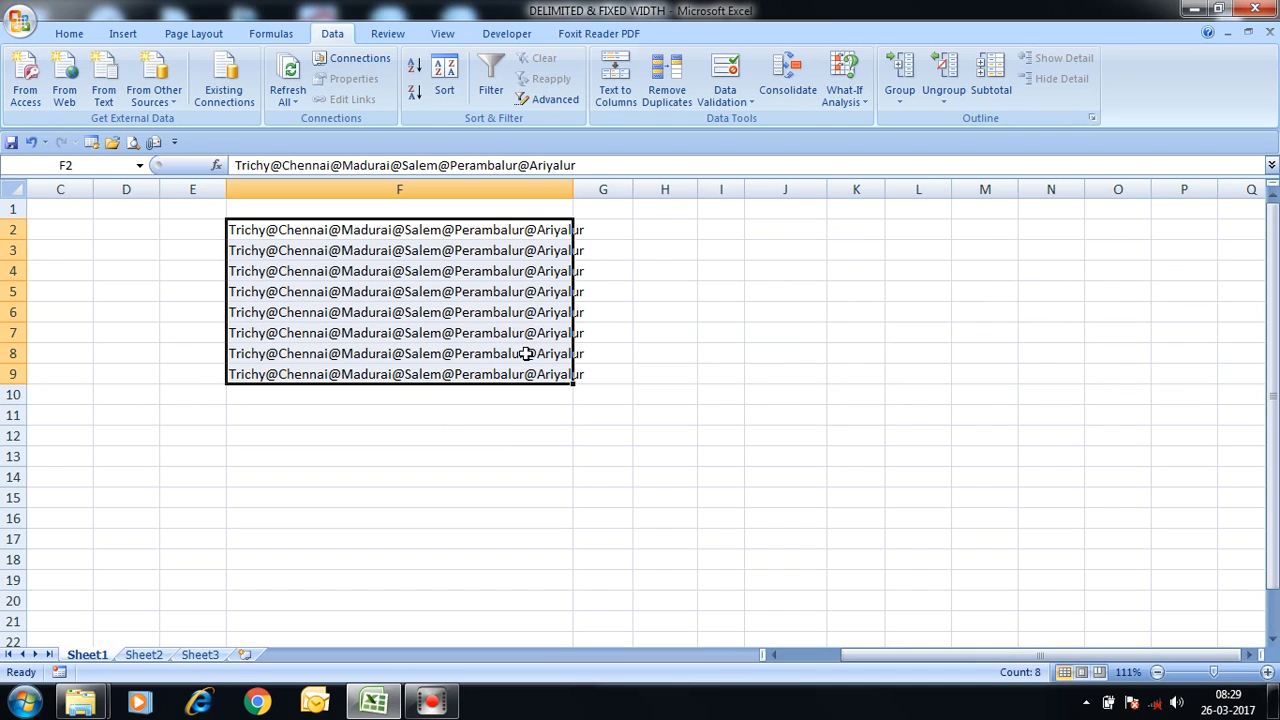 DELIMITED & FIXED WIDTH - Microsoft Excel
Home Insert Page Layout Formulas Data Review View Developer Foxit Reader PDF
From Access
From Web
From Text
From Other Sources
Existing Connections
Get External Data
Refresh All
Connections
Properties
Edit Links
Connections
Sort
Filter
Clear
Reapply
Advanced
Sort & Filter
Text to Columns
Remove Duplicates
Data Validation
Consolidate
What-If Analysis
Data Tools
Group
Ungroup
Subtotal
Show Detail
Hide Detail
Outline
F2 fx Trichy@Chennai@Madurai@Salem@Perambalur@Ariyalur
C D E F G H I J K L M N O P Q
1
2 Trichy@Chennai@Madurai@Salem@Perambalur@Ariyalur
3 Trichy@Chennai@Madurai@Salem@Perambalur@Ariyalur
4 Trichy@Chennai@Madurai@Salem@Perambalur@Ariyalur
5 Trichy@Chennai@Madurai@Salem@Perambalur@Ariyalur
6 Trichy@Chennai@Madurai@Salem@Perambalur@Ariyalur
7 Trichy@Chennai@Madurai@Salem@Perambalur@Ariyalur
8 Trichy@Chennai@Madurai@Salem@Perambalur@Ariyalur
9 Trichy@Chennai@Madurai@Salem@Perambalur@Ariyalur
10
11
12
13
14
15
16
17
18
19
20
21
22
Sheet1 Sheet2 Sheet3
Ready Count: 8 111%
08:29
26-03-2017